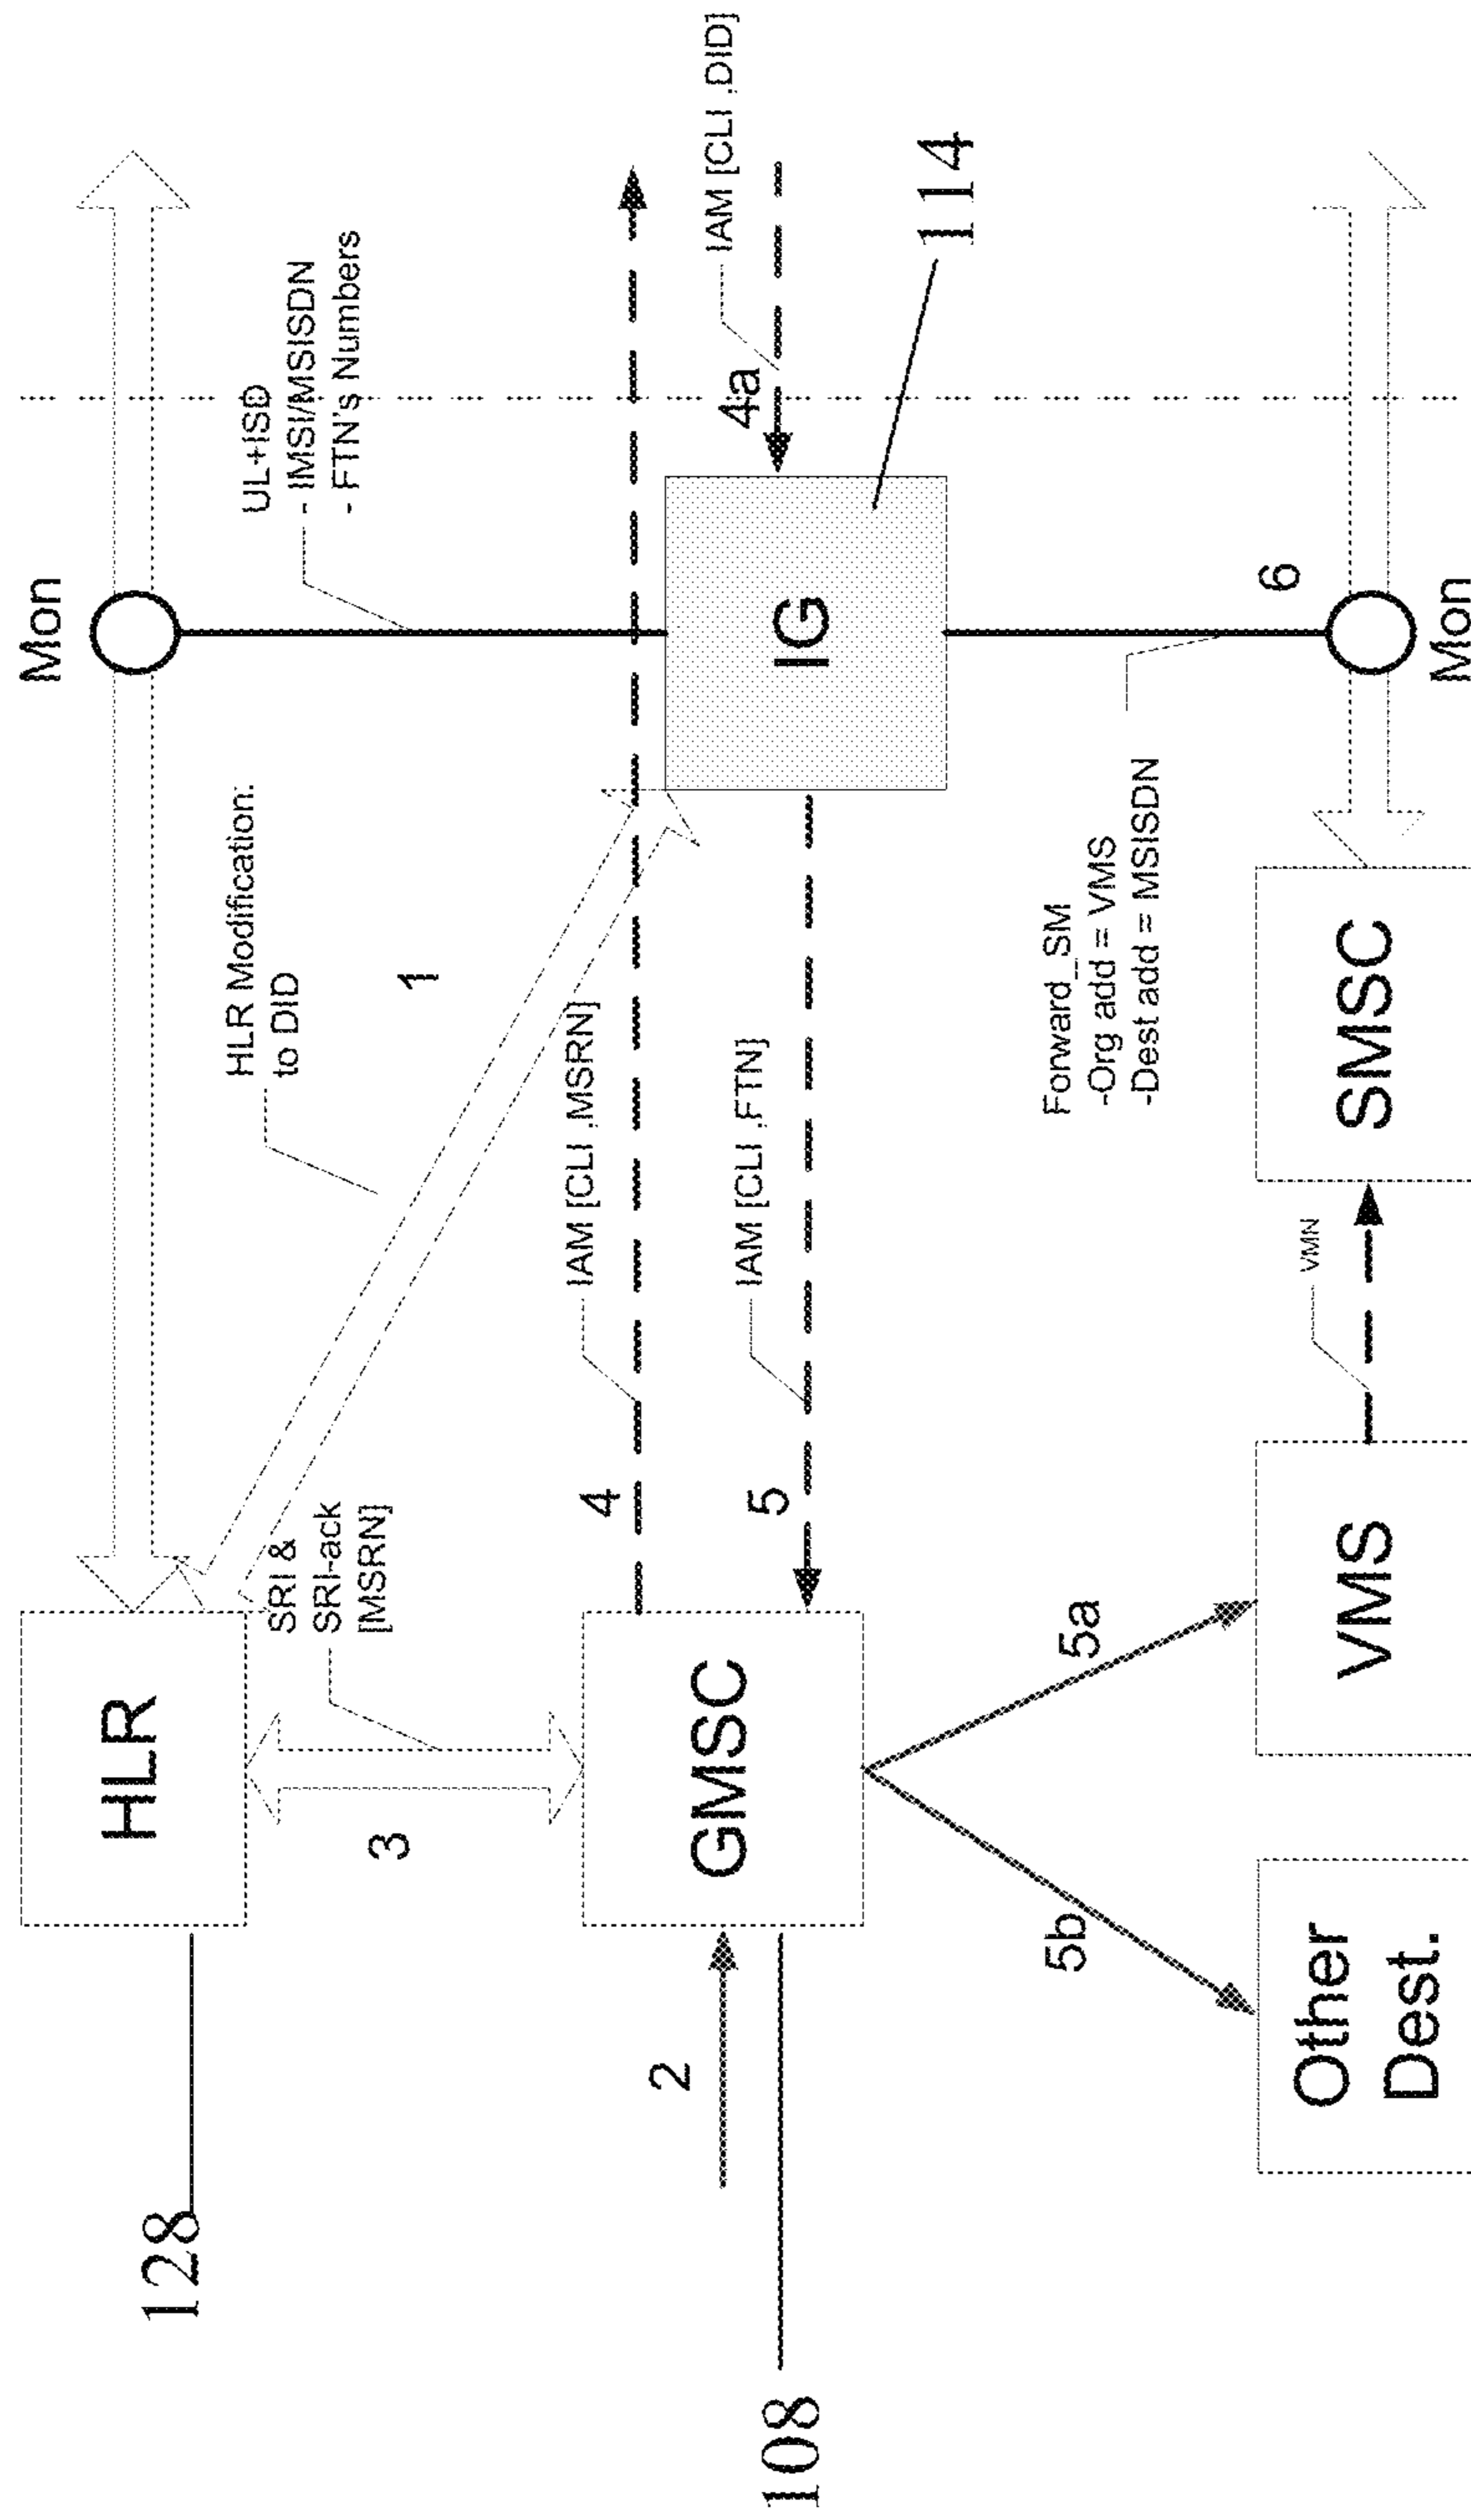 128
HLR
Mon
UL+ISD
- IMSI/MSISDN
- FTN's Numbers
HLR Modification:
to DID
1
SRI &
SRI-ack
[MSRN]
3
4
IAM [CLI ,MSRN]
2
GMSC
108
5
IAM [CLI ,FTN]
IG
4a
IAM [CLI ,DID]
114
5b
5a
Forward_SM
-Org add = VMS
-Dest add = MSISDN
6
Other
Dest.
VMS
VMN
SMSC
Mon